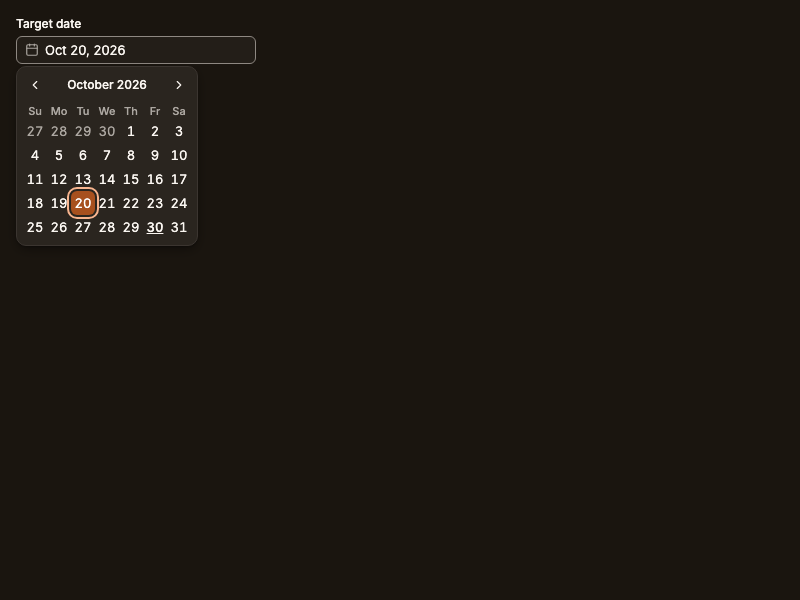 Target date
Oct 20, 2026
October 2026
Su Mo Tu We Th Fr Sa
27 28 29 30 1 2 3
4 5 6 7 8 9 10
11 12 13 14 15 16 17
18 19 20 21 22 23 24
25 26 27 28 29 30 31